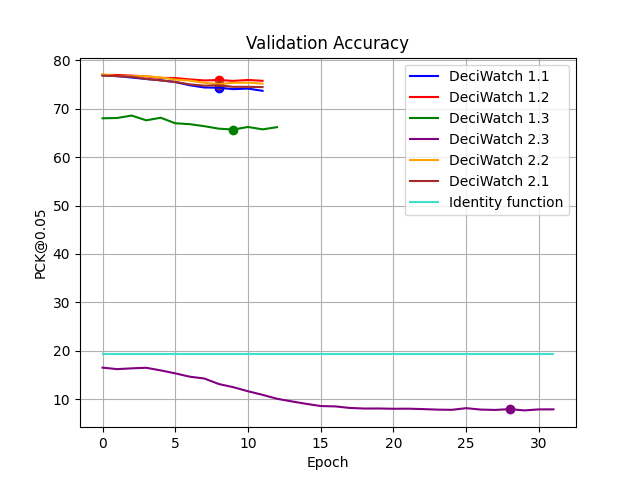 Validation Accuracy
DeciWatch 1.1
DeciWatch 1.2
DeciWatch 1.3
DeciWatch 2.3
DeciWatch 2.2
DeciWatch 2.1
Identity function
PCK@0.05
80
70
60
50
40
30
20
10
0 5 10 15 20 25 30
Epoch